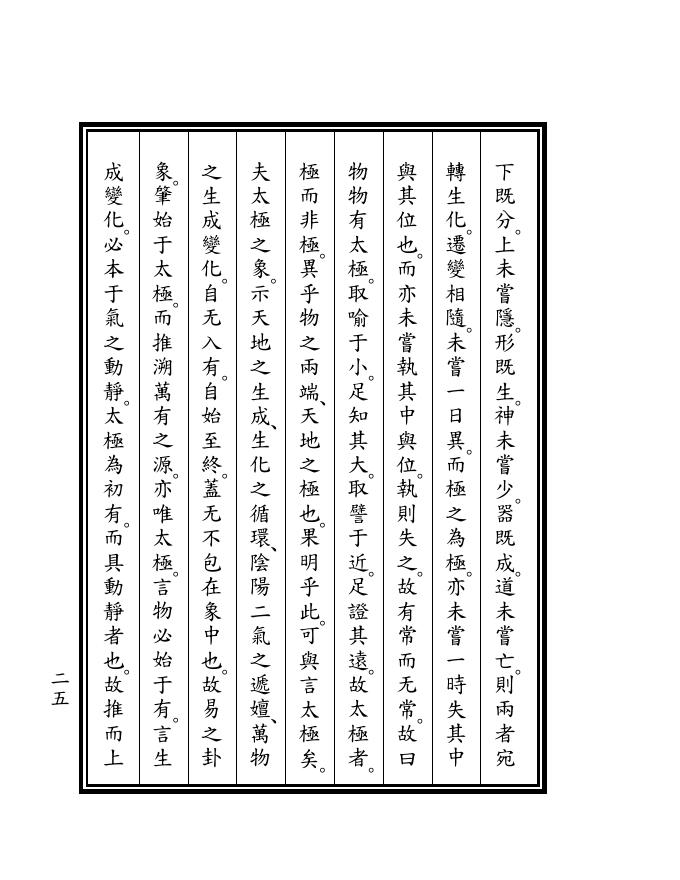 下既分。上未嘗隱。形既生。神未嘗少。器既成。道未嘗亡。則兩者宛
轉生化。遷變相隨。未嘗一日異。而極之為極。亦未嘗一時失其中
與其位也。而亦未嘗執其中與位。執則失之。故有常而无常。故曰
物物有太極。取喻于小。足知其大。取譬于近。足證其遠。故太極者。
極而非極。異乎物之兩端、天地之極也。果明乎此。可與言太極矣。
夫太極之象。示天地之生成、生化之循環、陰陽二氣之遞嬗、萬物
之生成變化。自无入有。自始至終。蓋无不包在象中也。故易之卦
象。肇始于太極。而推溯萬有之源。亦唯太極。言物必始于有。言生
成變化。必本于氣之動靜。太極為初有。而具動靜者也。故推而上
二五